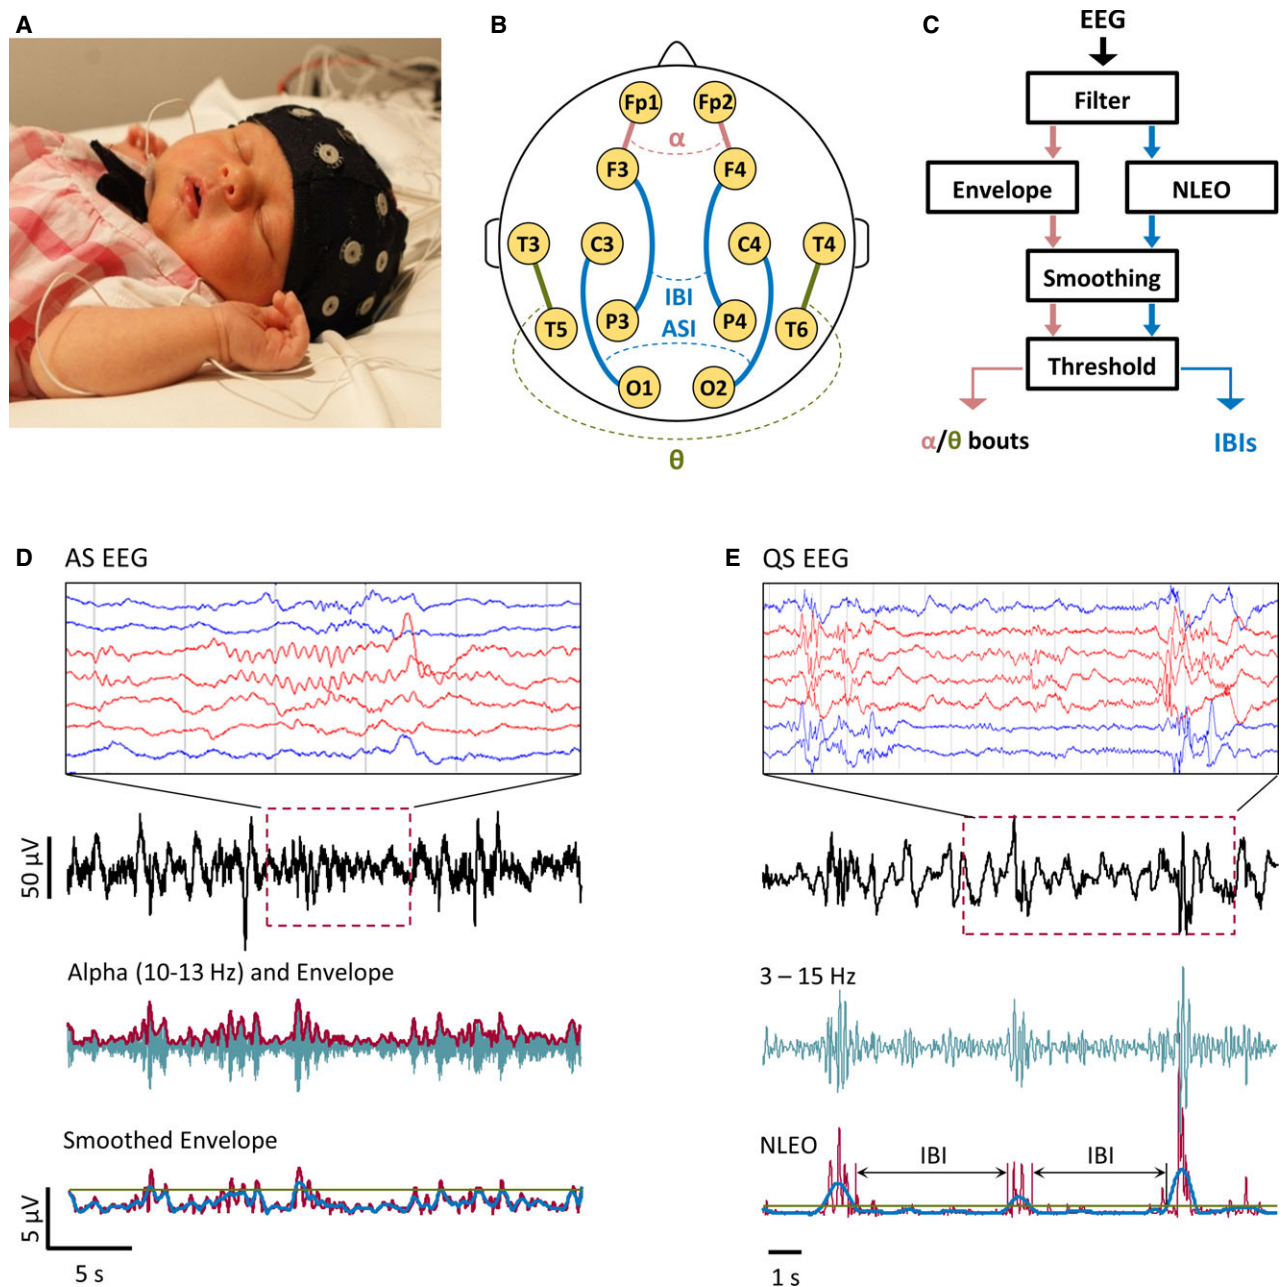 A
B
C
Fp1
Fp2
α
F3
F4
T3
C3
C4
T4
IBI
ASI
T5
P3
P4
T6
O1
O2
θ
EEG
Filter
Envelope
NLEO
Smoothing
Threshold
α/θ bouts
IBIs
D
AS EEG
50 µV
Alpha (10-13 Hz) and Envelope
Smoothed Envelope
5 µV
5 s
E
QS EEG
3 – 15 Hz
NLEO
IBI
IBI
1 s